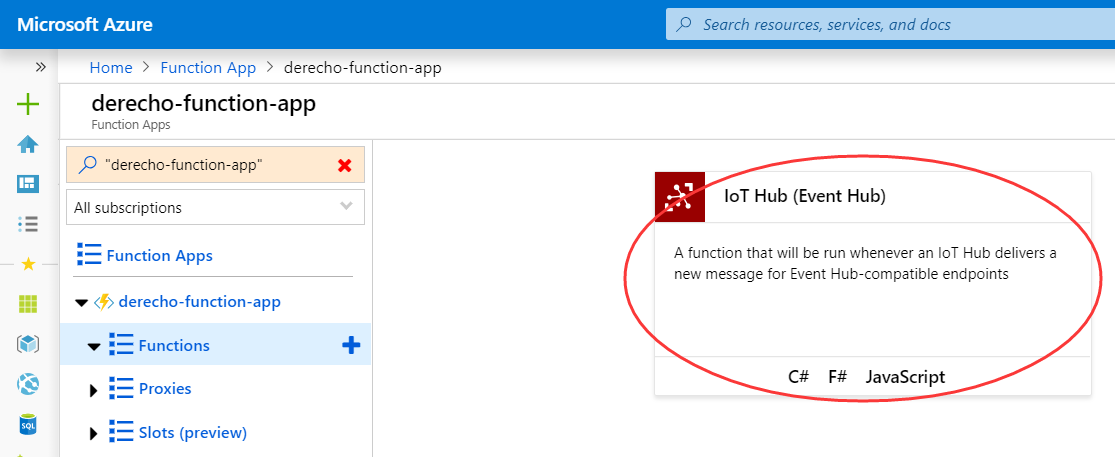 Microsoft Azure
Search resources, services, and docs
Home > Function App > derecho-function-app
derecho-function-app
Function Apps
"derecho-function-app"
All subscriptions
Function Apps
derecho-function-app
Functions
Proxies
Slots (preview)
IoT Hub (Event Hub)
A function that will be run whenever an IoT Hub delivers a
new message for Event Hub-compatible endpoints
C# F# JavaScript
SQL